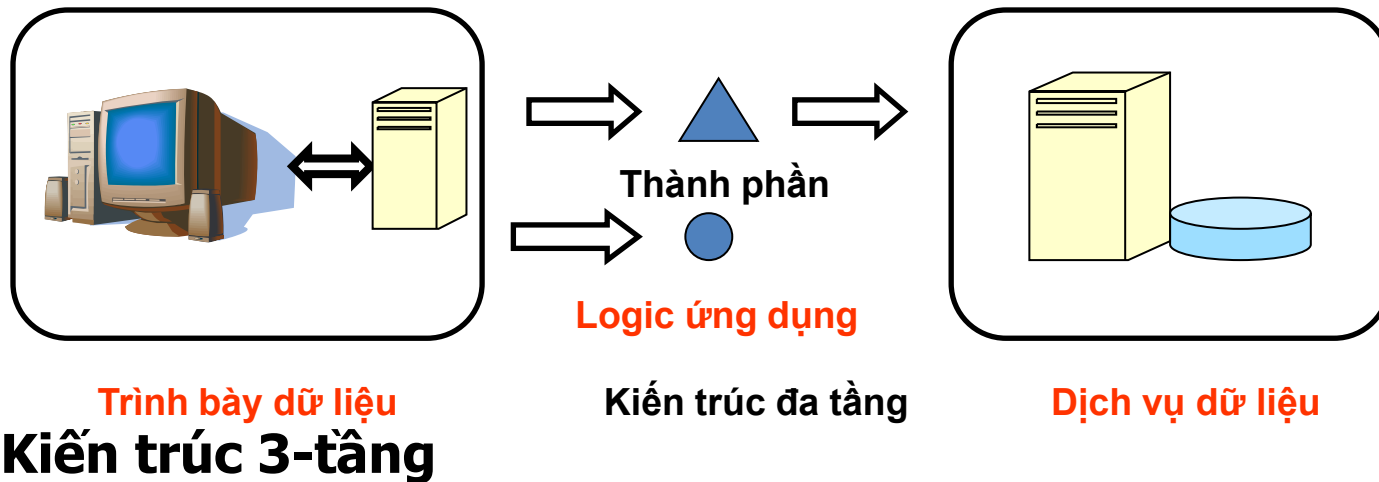 Thành phần
Logic ứng dụng
Trình bày dữ liệu
Kiến trúc đa tầng
Dịch vụ dữ liệu
Kiến trúc 3-tầng